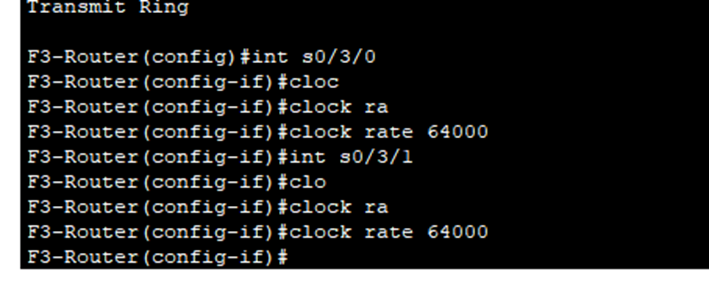 Transmit Ring
F3-Router(config)#int s0/3/0
F3-Router(config-if)#cloc
F3-Router(config-if)#clock ra
F3-Router(config-if)#clock rate 64000
F3-Router(config-if)#int s0/3/1
F3-Router(config-if)#clo
F3-Router(config-if)#clock ra
F3-Router(config-if)#clock rate 64000
F3-Router(config-if)#